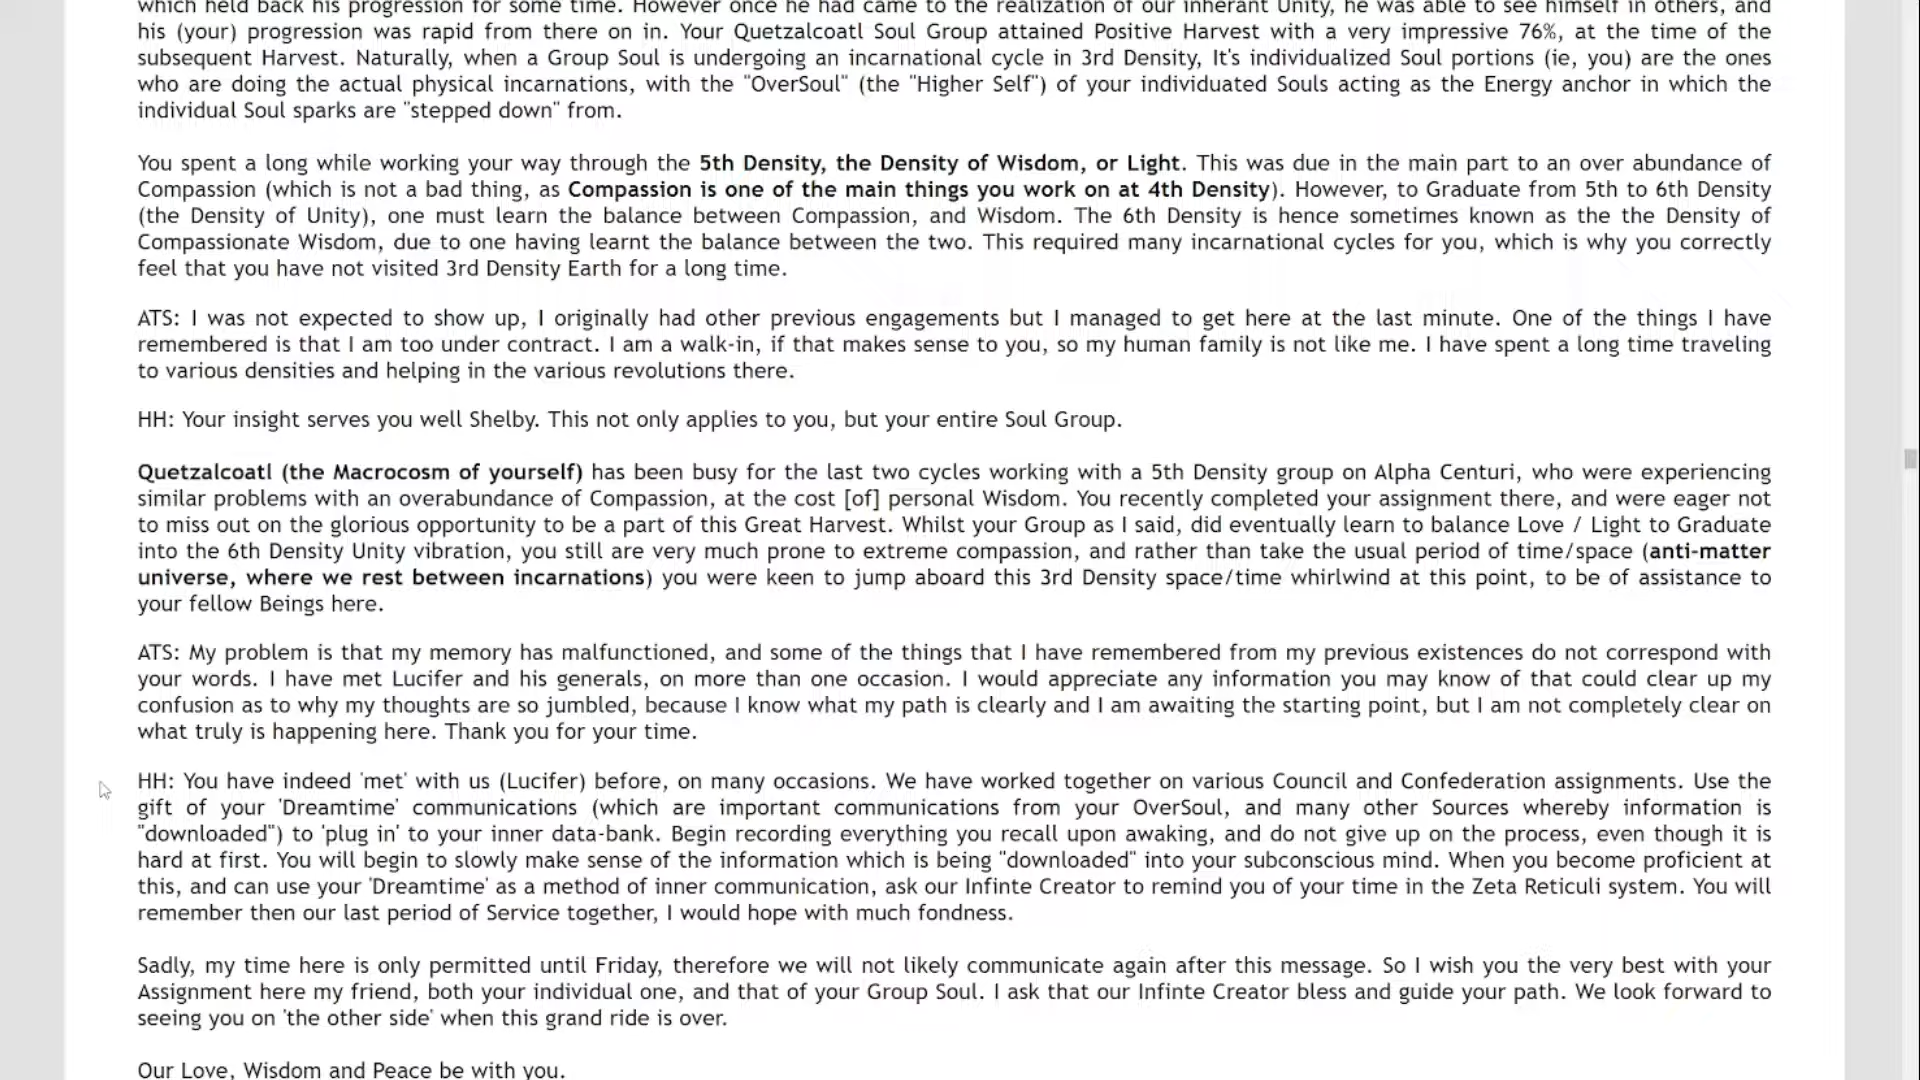 which held back his progression for some time. However once he had came to the realization of our inherant Unity, he was able to see himself in others, and
his (your) progression was rapid from there on in. Your Quetzalcoatl Soul Group attained Positive Harvest with a very impressive 76%, at the time of the
subsequent Harvest. Naturally, when a Group Soul is undergoing an incarnational cycle in 3rd Density, It's individualized Soul portions (ie, you) are the ones
who are doing the actual physical incarnations, with the "OverSoul" (the "Higher Self") of your individuated Souls acting as the Energy anchor in which the
individual Soul sparks are "stepped down" from.
You spent a long while working your way through the 5th Density, the Density of Wisdom, or Light. This was due in the main part to an over abundance of
Compassion (which is not a bad thing, as Compassion is one of the main things you work on at 4th Density). However, to Graduate from 5th to 6th Density
(the Density of Unity), one must learn the balance between Compassion, and Wisdom. The 6th Density is hence sometimes known as the the Density of
Compassionate Wisdom, due to one having learnt the balance between the two. This required many incarnational cycles for you, which is why you correctly
feel that you have not visited 3rd Density Earth for a long time.
ATS: I was not expected to show up, I originally had other previous engagements but I managed to get here at the last minute. One of the things I have
remembered is that I am too under contract. I am a walk-in, if that makes sense to you, so my human family is not like me. I have spent a long time traveling
to various densities and helping in the various revolutions there.
HH: Your insight serves you well Shelby. This not only applies to you, but your entire Soul Group.
Quetzalcoatl (the Macrocosm of yourself) has been busy for the last two cycles working with a 5th Density group on Alpha Centuri, who were experiencing
similar problems with an overabundance of Compassion, at the cost [of] personal Wisdom. You recently completed your assignment there, and were eager not
to miss out on the glorious opportunity to be a part of this Great Harvest. Whilst your Group as I said, did eventually learn to balance Love / Light to Graduate
into the 6th Density Unity vibration, you still are very much prone to extreme compassion, and rather than take the usual period of time/space (anti-matter
universe, where we rest between incarnations) you were keen to jump aboard this 3rd Density space/time whirlwind at this point, to be of assistance to
your fellow Beings here.
ATS: My problem is that my memory has malfunctioned, and some of the things that I have remembered from my previous existences do not correspond with
your words. I have met Lucifer and his generals, on more than one occasion. I would appreciate any information you may know of that could clear up my
confusion as to why my thoughts are so jumbled, because I know what my path is clearly and I am awaiting the starting point, but I am not completely clear on
what truly is happening here. Thank you for your time.
HH: You have indeed 'met' with us (Lucifer) before, on many occasions. We have worked together on various Council and Confederation assignments. Use the
gift of your 'Dreamtime' communications (which are important communications from your OverSoul, and many other Sources whereby information is
"downloaded") to 'plug in' to your inner data-bank. Begin recording everything you recall upon awaking, and do not give up on the process, even though it is
hard at first. You will begin to slowly make sense of the information which is being "downloaded" into your subconscious mind. When you become proficient at
this, and can use your 'Dreamtime' as a method of inner communication, ask our Infinte Creator to remind you of your time in the Zeta Reticuli system. You will
remember then our last period of Service together, I would hope with much fondness.
Sadly, my time here is only permitted until Friday, therefore we will not likely communicate again after this message. So I wish you the very best with your
Assignment here my friend, both your individual one, and that of your Group Soul. I ask that our Infinte Creator bless and guide your path. We look forward to
seeing you on 'the other side' when this grand ride is over.
Our Love, Wisdom and Peace be with you.